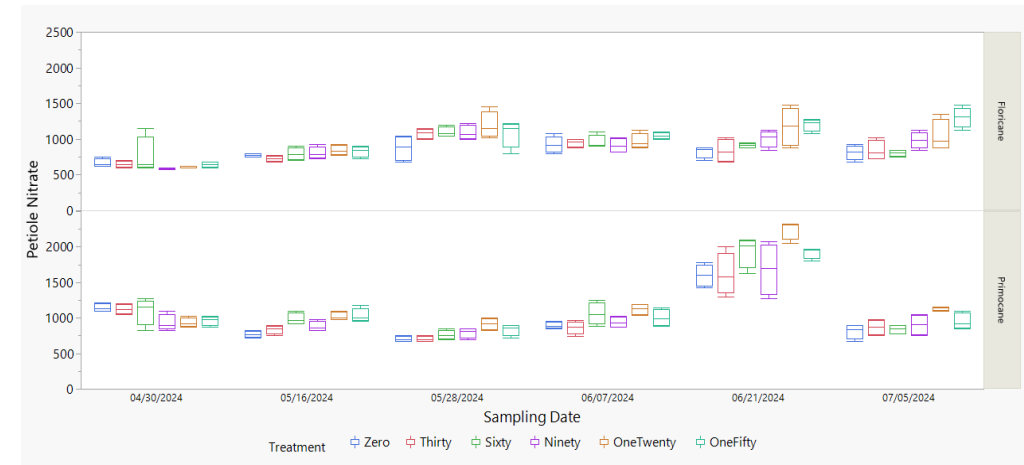 2500
2000
1500
1000
500
0
Floricane
Petiole Nitrate
2000
1500
1000
500
0
Primocane
04/30/2024 05/16/2024 05/28/2024 06/07/2024 06/21/2024 07/05/2024
Sampling Date
Treatment Zero Thirty Sixty Ninety OneTwenty OneFifty